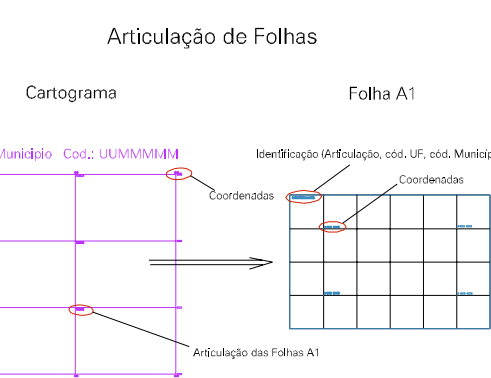 Articulação de Folhas
Cartograma
Folha A1
Município Cod.: UUMMMMM
Identificação (Articulação, cód. UF, cód. Municíp
Coordenadas
Coordenadas
Articulação das Folhas A1